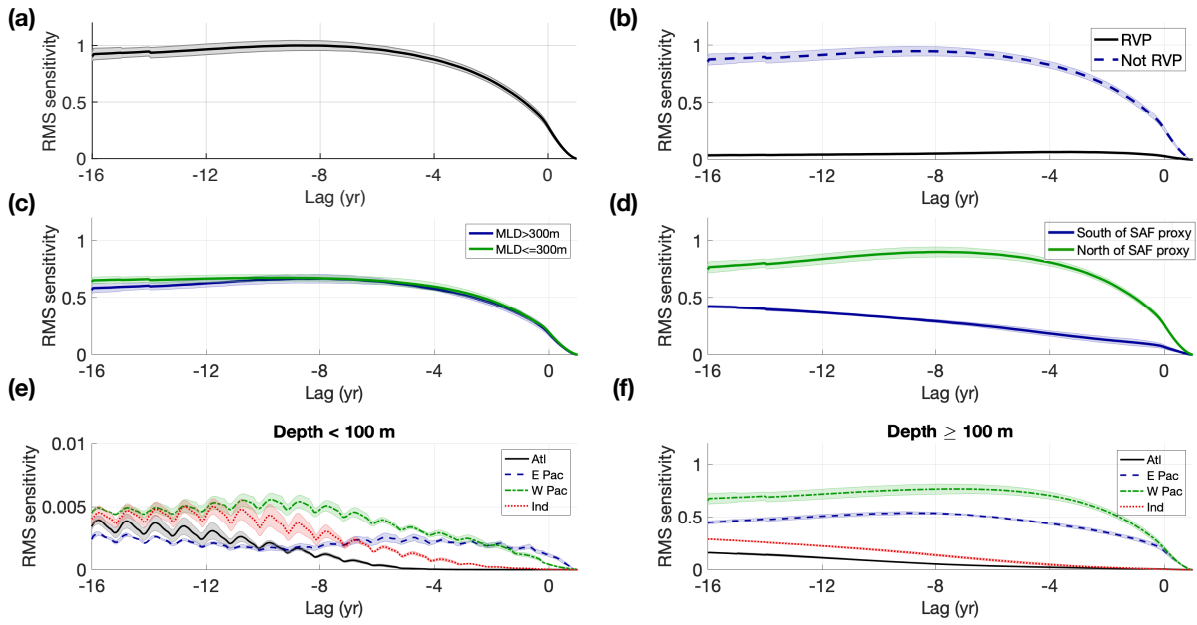 (a)
RMS sensitivity
1
0.5
0
-16 -12 -8 -4 0
Lag (yr)
(b)
RMS sensitivity
1
0.5
0
RVP
Not RVP
-16 -12 -8 -4 0
Lag (yr)
(c)
RMS sensitivity
1
0.5
0
MLD>300m
MLD<=300m
-16 -12 -8 -4 0
Lag (yr)
(d)
RMS sensitivity
1
0.5
0
South of SAF proxy
North of SAF proxy
-16 -12 -8 -4 0
Lag (yr)
(e)
Depth < 100 m
RMS sensitivity
0.01
0.005
0
Atl
E Pac
W Pac
Ind
-16 -12 -8 -4 0
Lag (yr)
(f)
Depth ≥ 100 m
RMS sensitivity
1
0.5
0
Atl
E Pac
W Pac
Ind
-16 -12 -8 -4 0
Lag (yr)